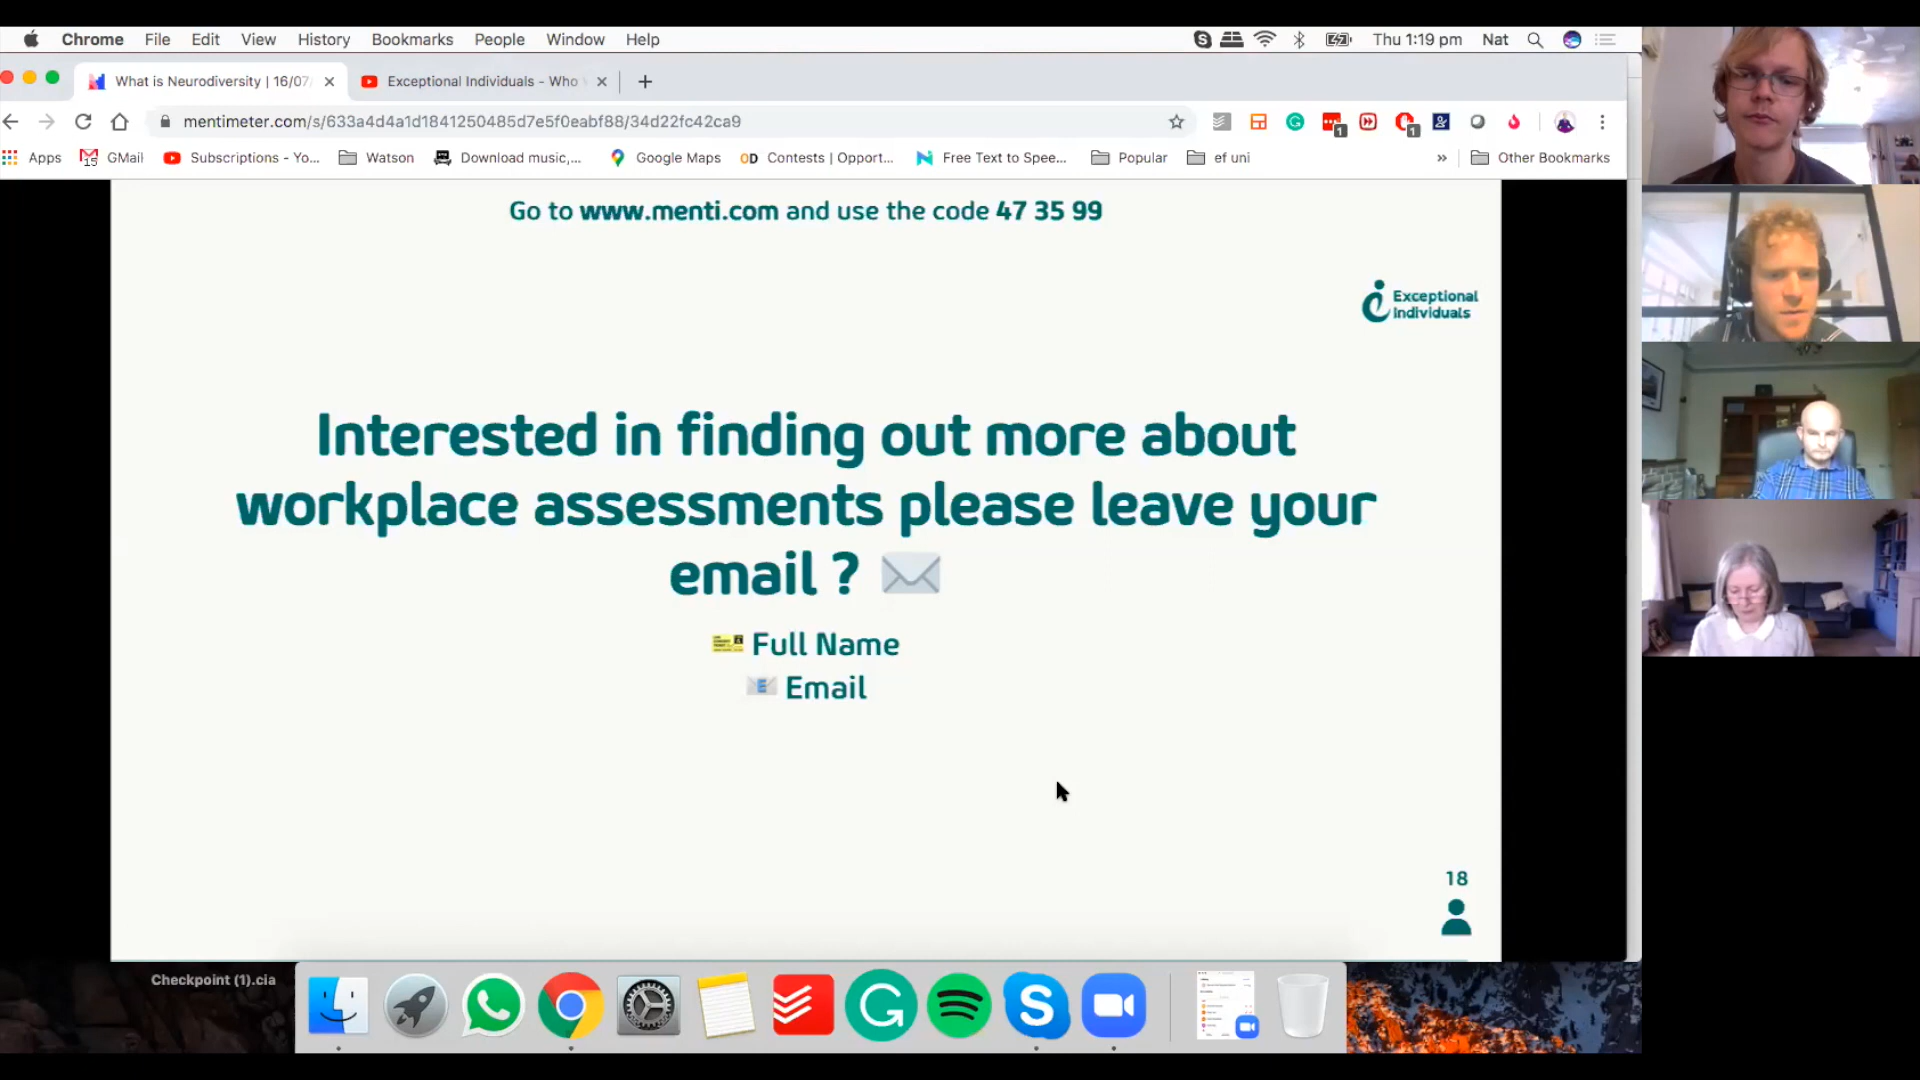 Chrome File Edit View History Bookmarks People Window Help Thu 1:19 pm Nat
What is Neurodiversity | 16/07 Exceptional Individuals - Who
mentimeter.com/s/633a4d4a1d1841250485d7e5f0eabf88/34d22fc42ca9
Apps GMail Subscriptions - Yo... Watson Download music,... Google Maps OD Contests | Opport... Free Text to Spee... Popular ef uni » Other Bookmarks
Go to www.menti.com and use the code 47 35 99
Exceptional
Individuals
Interested in finding out more about
workplace assessments please leave your
email ?
Full Name
Email
18
Checkpoint (1).cia